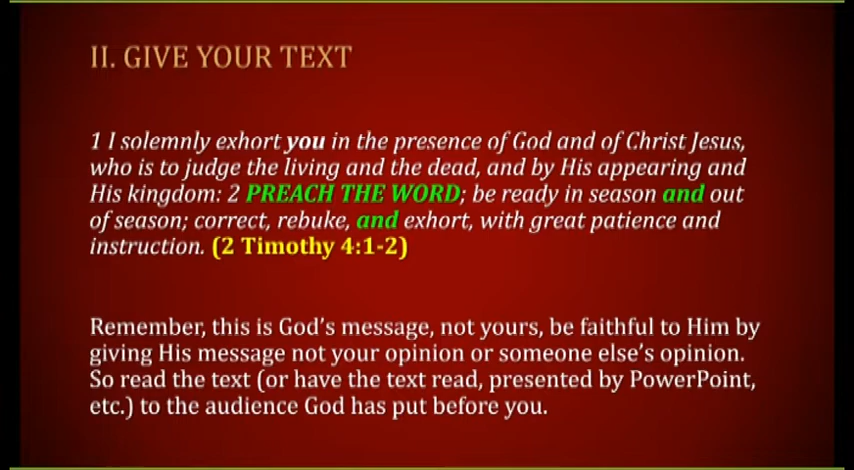 II. GIVE YOUR TEXT
1 I solemnly exhort you in the presence of God and of Christ Jesus,
who is to judge the living and the dead, and by His appearing and
His kingdom: 2 PREACH THE WORD; be ready in season and out
of season; correct, rebuke, and exhort, with great patience and
instruction. (2 Timothy 4:1-2)
Remember, this is God's message, not yours, be faithful to Him by
giving His message not your opinion or someone else's opinion.
So read the text (or have the text read, presented by PowerPoint,
etc.) to the audience God has put before you.